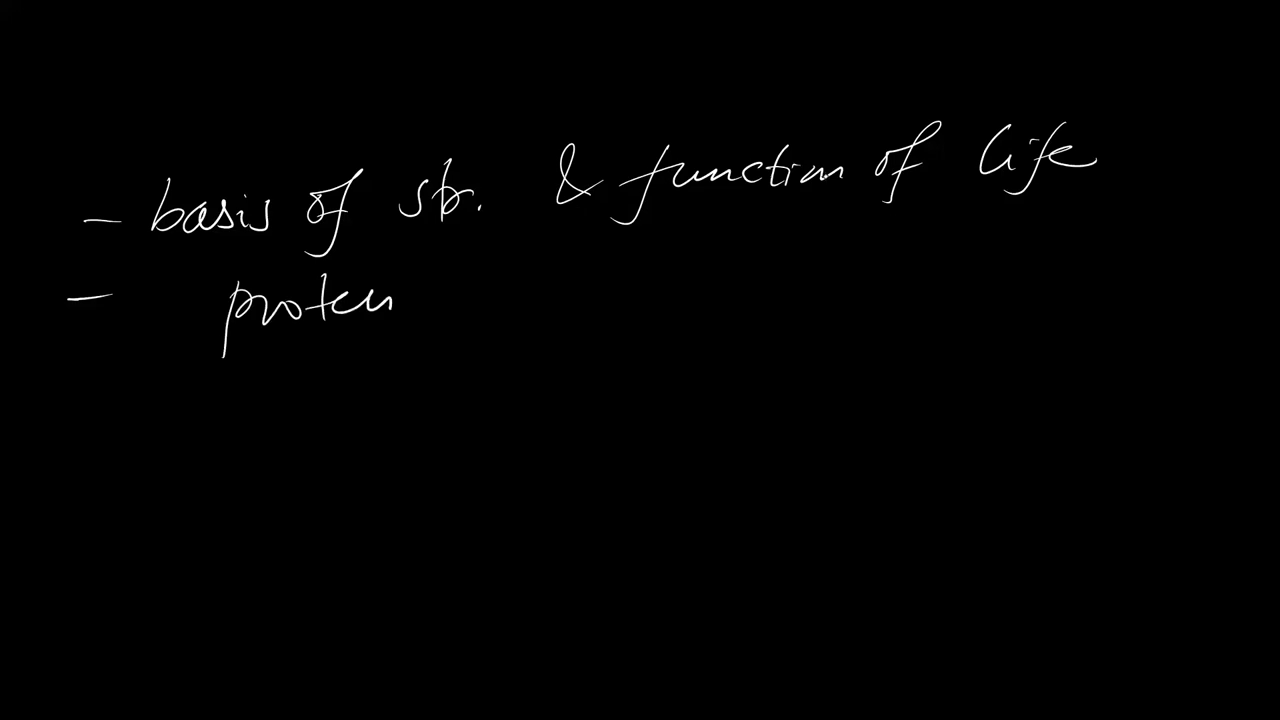 - basis of str. & function of life
- protein